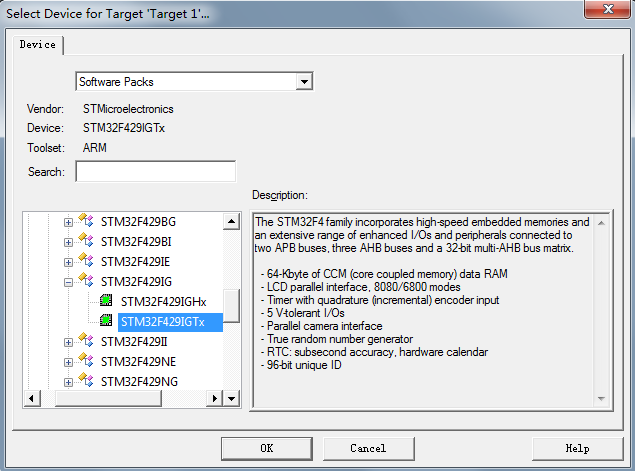 Select Device for Target 'Target 1'...
Device
Software Packs
Vendor: STMicroelectronics
Device: STM32F429IGTx
Toolset: ARM
Search:
Description:
STM32F429BG
STM32F429BI
STM32F429IE
STM32F429IG
STM32F429IGHx
STM32F429IGTx
STM32F429II
STM32F429NE
STM32F429NG
The STM32F4 family incorporates high-speed embedded memories and
an extensive range of enhanced I/Os and peripherals connected to
two APB buses, three AHB buses and a 32-bit multi-AHB bus matrix.
- 64-Kbyte of CCM (core coupled memory) data RAM
- LCD parallel interface, 8080/6800 modes
- Timer with quadrature (incremental) encoder input
- 5 V-tolerant I/Os
- Parallel camera interface
- True random number generator
- RTC: subsecond accuracy, hardware calendar
- 96-bit unique ID
OK
Cancel
Help